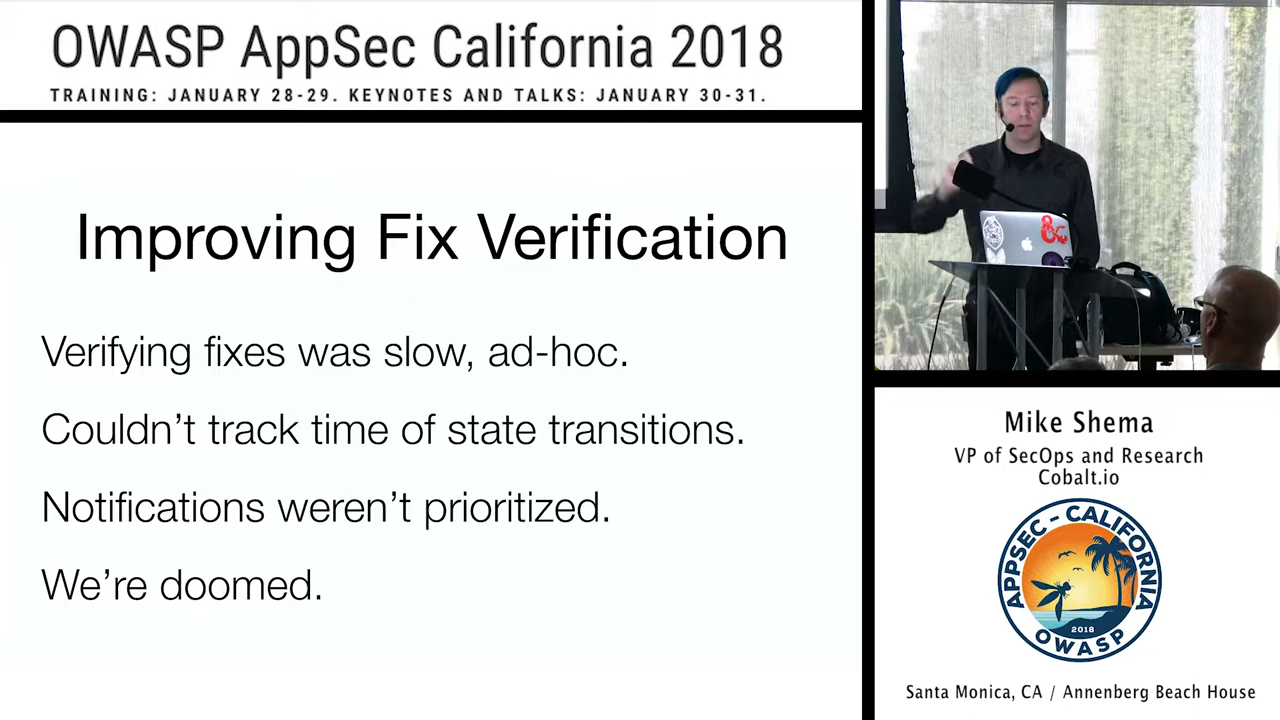 OWASP AppSec California 2018
TRAINING: JANUARY 28-29. KEYNOTES AND TALKS: JANUARY 30-31.
Improving Fix Verification
Verifying fixes was slow, ad-hoc.
Couldn’t track time of state transitions.
Notifications weren’t prioritized.
We’re doomed.
Mike Shema
VP of SecOps and Research
Cobalt.io
APPSEC - CALIFORNIA
2018
OWASP
Santa Monica, CA / Annenberg Beach House